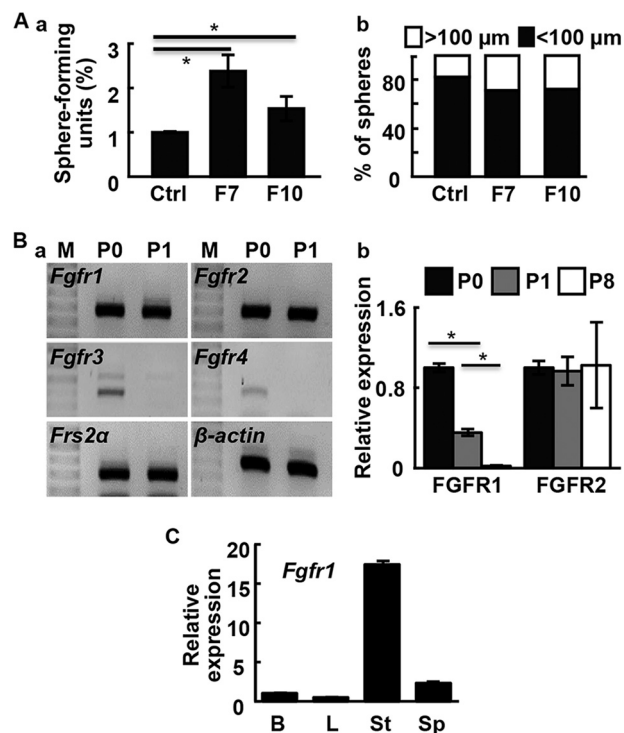 A
a
Sphere-forming
units (%)
3
2
1
0
*
*
Ctrl F7 F10
b
>100 µm <100 µm
% of spheres
80
40
0
Ctrl F7 F10
B
a
M P0 P1 M P0 P1
Fgfr1 Fgfr2
Fgfr3 Fgfr4
Frs2α β-actin
b
P0 P1 P8
Relative expression
1.6
0.8
0
*
*
FGFR1 FGFR2
C
Relative
expression
20
15
10
5
0
Fgfr1
B L St Sp